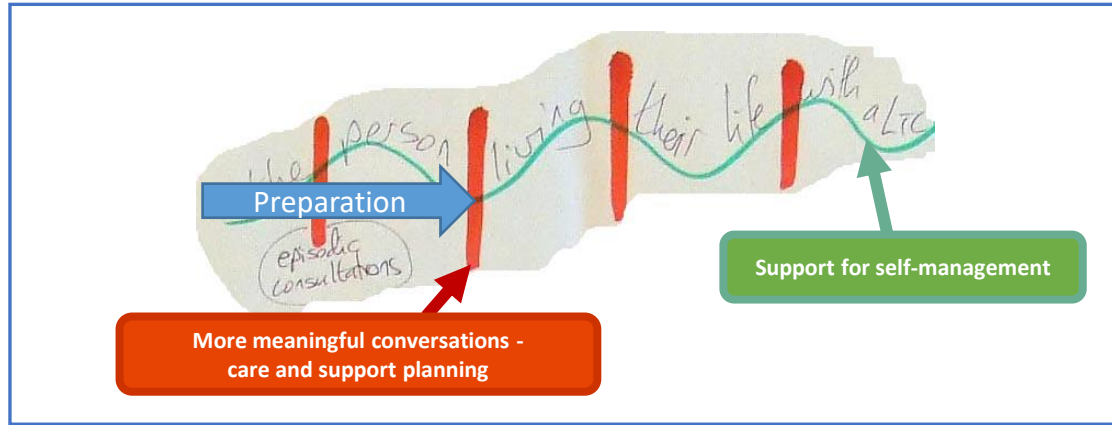 the person living their life with a LTC
Preparation
episodic
consultations
Support for self-management
More meaningful conversations -
care and support planning